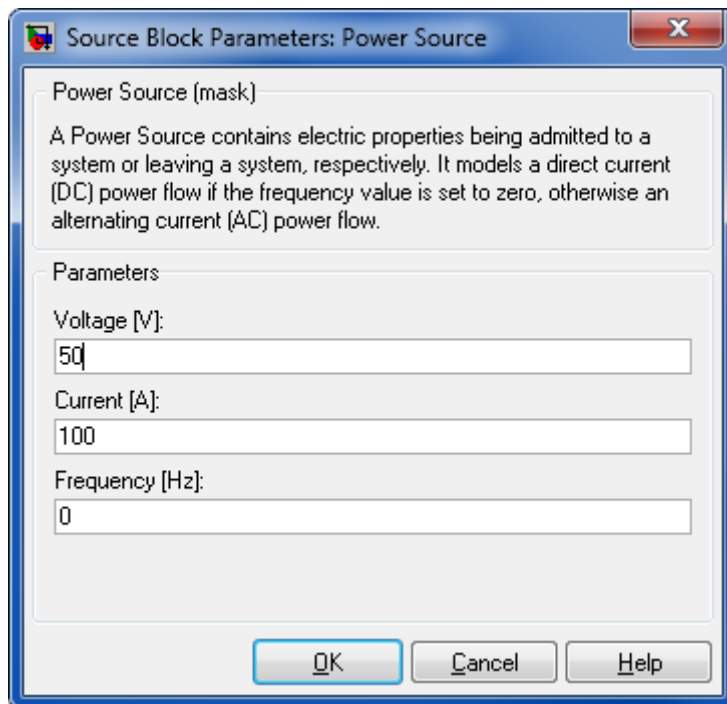 Source Block Parameters: Power Source
Power Source (mask)
A Power Source contains electric properties being admitted to a
system or leaving a system, respectively. It models a direct current
(DC) power flow if the frequency value is set to zero, otherwise an
alternating current (AC) power flow.
Parameters
Voltage [V]:
50
Current [A]:
100
Frequency [Hz]:
0
OK Cancel Help